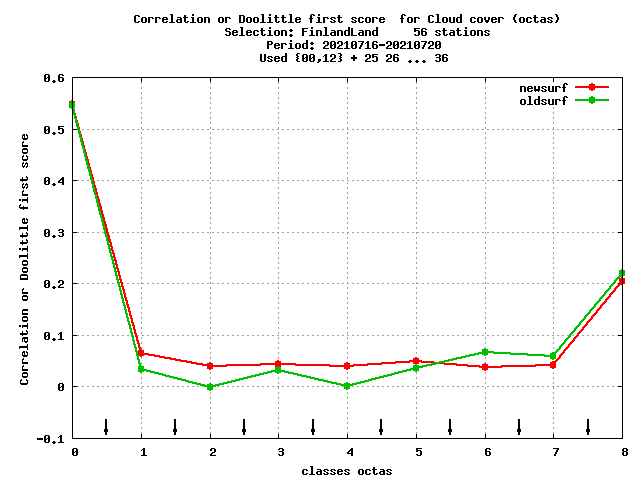 Correlation or Doolittle first score  for Cloud cover (octas)
Selection: FinlandLand     56 stations
Period: 20210716-20210720
Used {00,12} + 25 26 ... 36
newsurf
oldsurf
0.6
0.5
0.4
0.3
0.2
0.1
0
-0.1
Correlation or Doolittle first score
0 1 2 3 4 5 6 7 8
classes octas